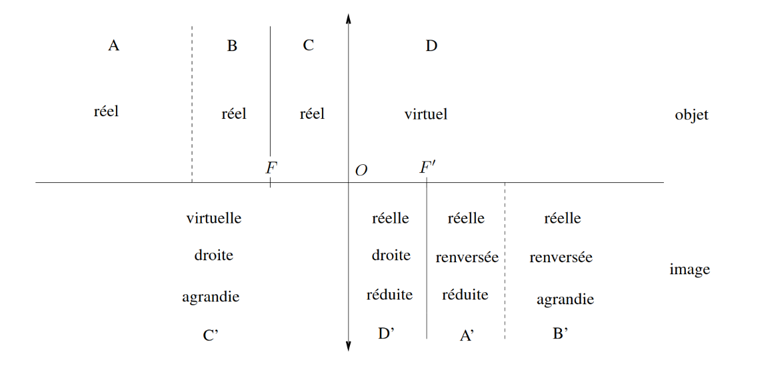 A B C D
réel réel réel virtuel objet
F O F′
virtuelle réelle réelle réelle
droite droite renversée renversée image
agrandie réduite réduite agrandie
C’ D’ A’ B’